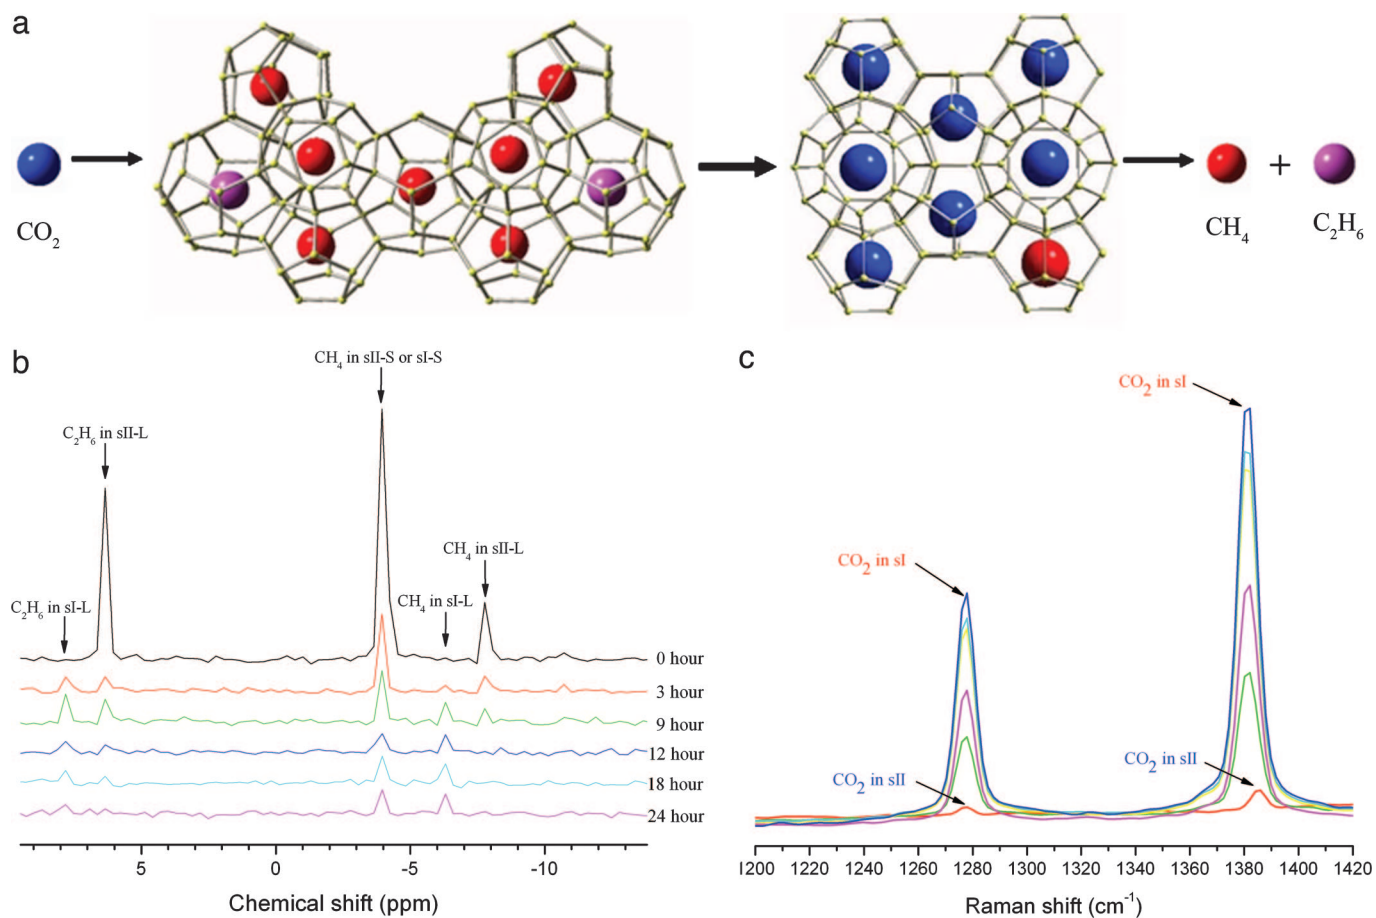 a
CO₂
+
CH₄
C₂H₆
b
CH₄ in sII-S or sI-S
C₂H₆ in sII-L
CH₄ in sII-L
C₂H₆ in sI-L
CH₄ in sI-L
0 hour
3 hour
9 hour
12 hour
18 hour
24 hour
5
0
-5
-10
Chemical shift (ppm)
c
CO₂ in sI
CO₂ in sI
CO₂ in sII
CO₂ in sII
1200 1220 1240 1260 1280 1300 1320 1340 1360 1380 1400 1420
Raman shift (cm⁻¹)